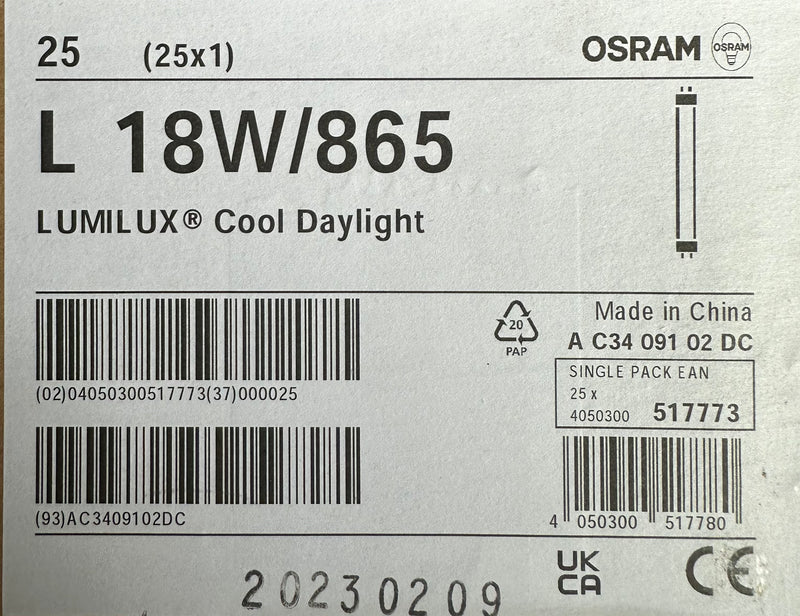 25 (25x1) OSRAM OSRAM
L 18W/865
LUMILUX® Cool Daylight
(02)04050300517773(37)000025
(93)AC3409102DC
20
PAP
Made in China
A C34 091 02 DC
SINGLE PACK EAN
25 x
4050300 517773
4 050300 517780
UK
CA
CE
20230209